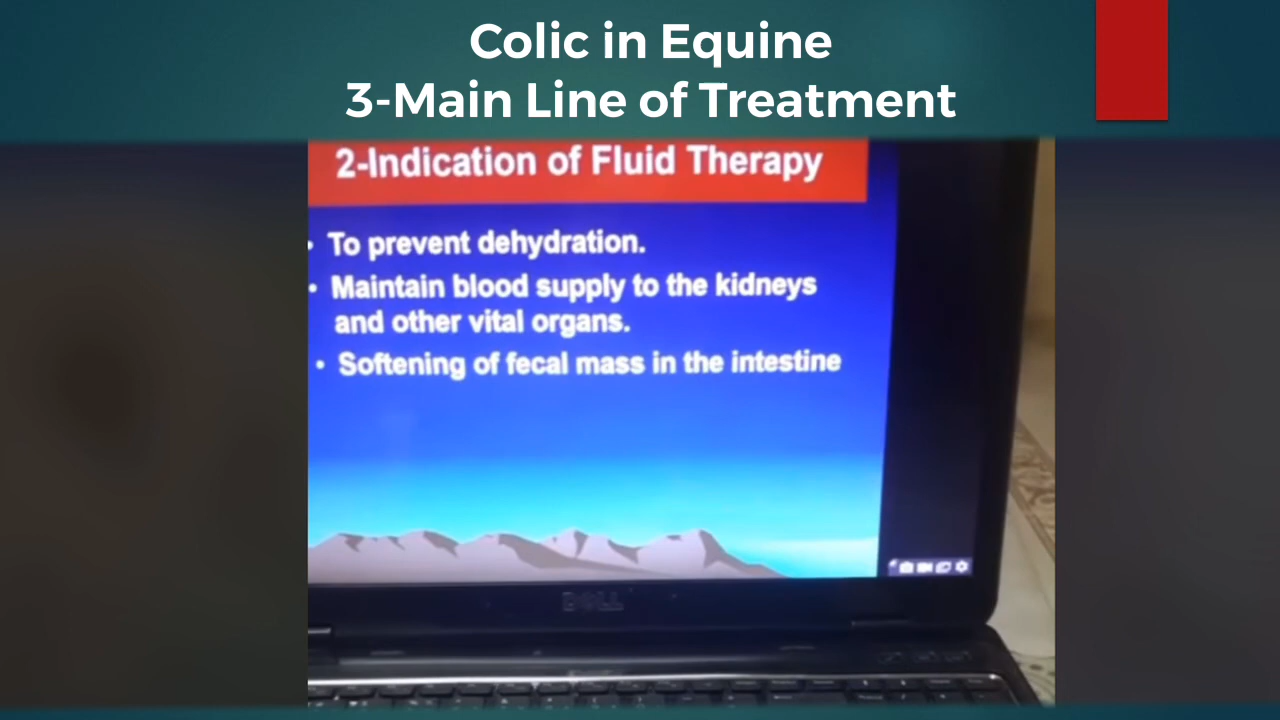 Colic in Equine
3-Main Line of Treatment
2-Indication of Fluid Therapy
• To prevent dehydration.
• Maintain blood supply to the kidneys
and other vital organs.
• Softening of fecal mass in the intestine
DELL